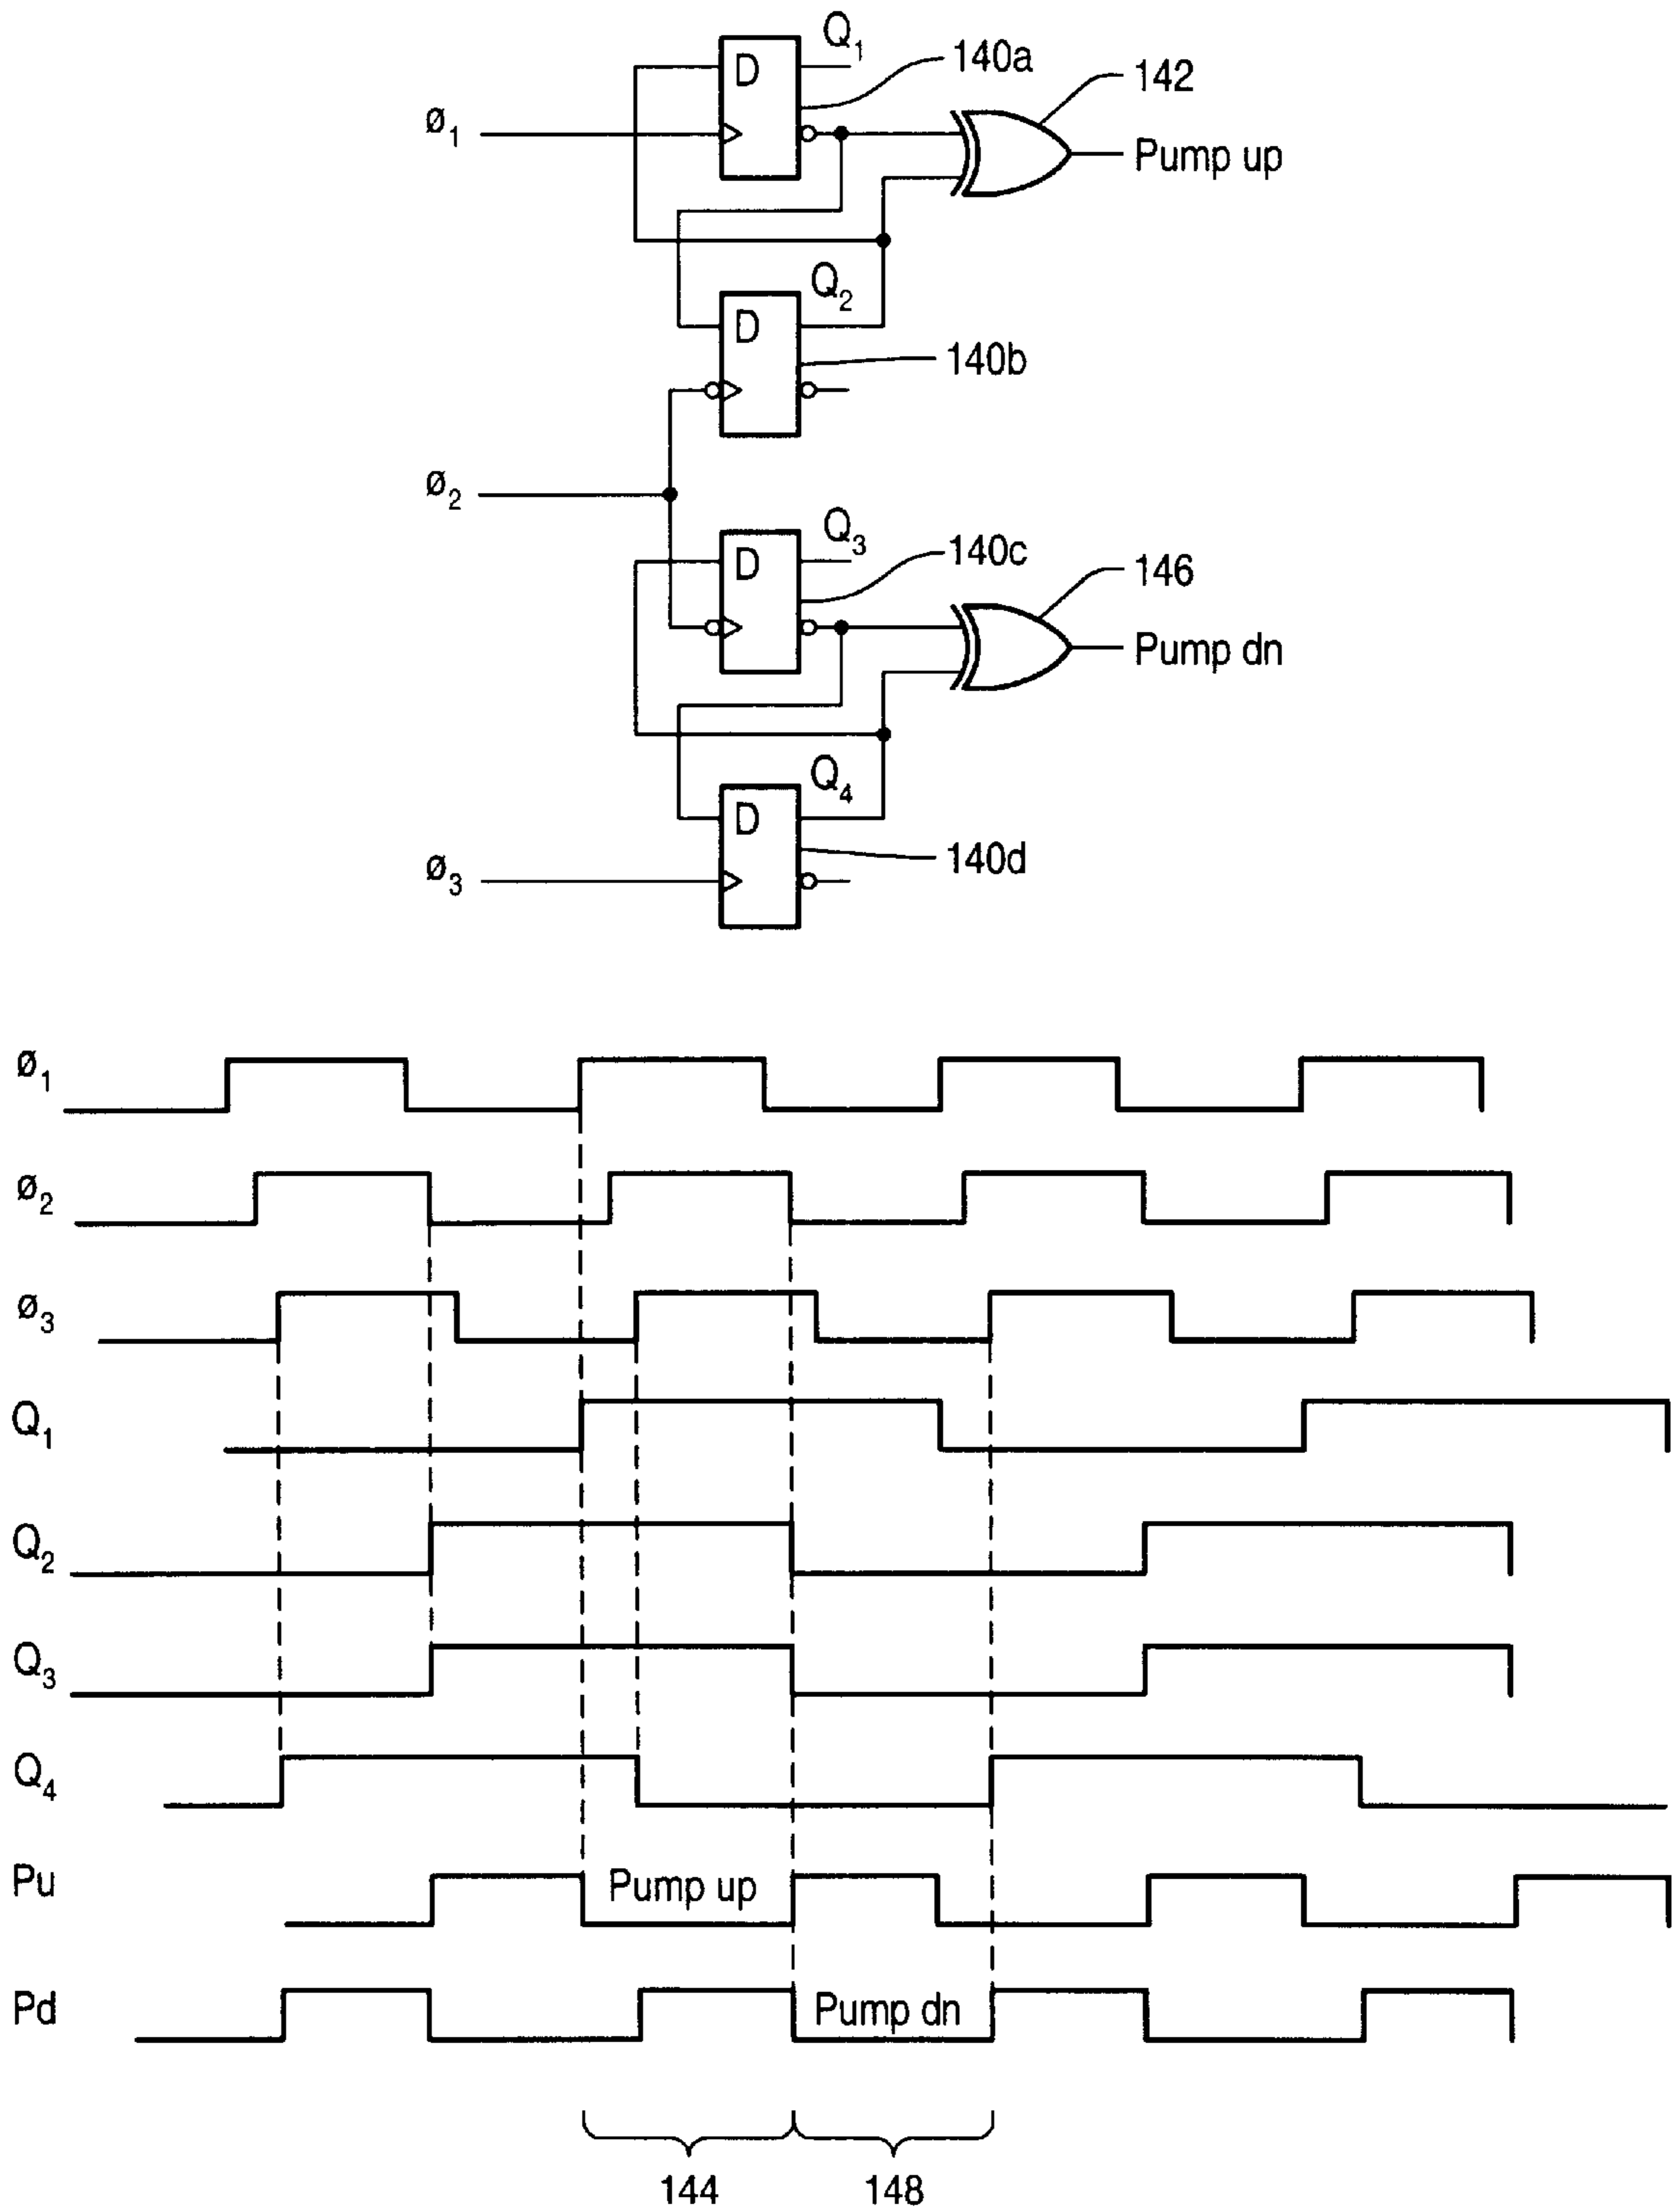 Q1
D
140a
142
ø1
Pump up
Q2
D
140b
ø2
Q3
D
140c
146
Pump dn
Q4
D
140d
ø3
ø1
ø2
ø3
Q1
Q2
Q3
Q4
Pu
Pump up
Pd
Pump dn
144
148